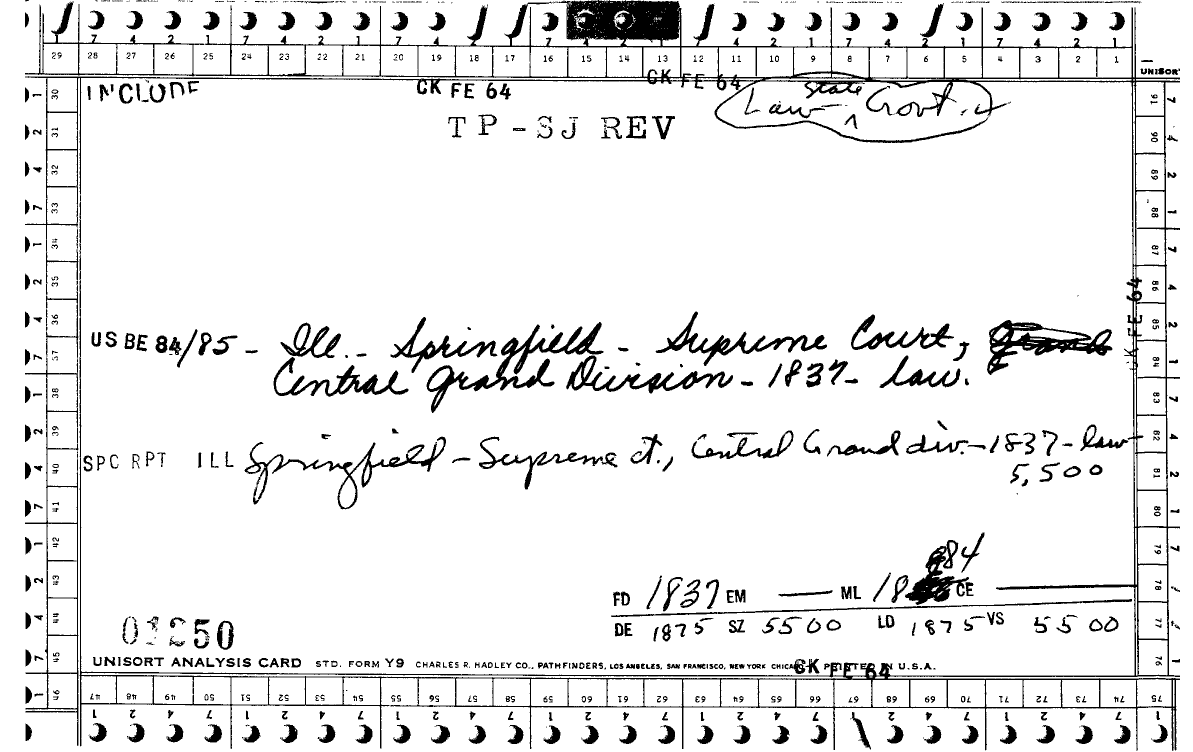 7 4 2 1 7 4 2 1 7 4 2 1 7 4 2 1 7 4 2 1 7 4 2 1 7 4 2 1
29 28 27 26 25 24 23 22 21 20 19 18 17 16 15 14 13 12 11 10 9 8 7 6 5 4 3 2 1
UNISORT
INCLUDE CK FE 64 CK FE 64 Law - State Govt.
TP-SJ REV
US BE 84/85 - Ill. - Springfield - Supreme Court,
Central Grand Division - 1837 - law.
SPC RPT ILL Springfield - Supreme ct., Central Grand div. - 1837 - law
5,500
84
FD 1837 EM — ML 18 CE —
DE 1875 SZ 5500 LD 1875 VS 5500
01250
UNISORT ANALYSIS CARD STD. FORM Y9 CHARLES R. HADLEY CO., PATHFINDERS, LOS ANGELES, SAN FRANCISCO, NEW YORK CHICAGO PRINTED IN U.S.A.
CK FE 64
CK FE 64
30 31 32 33 34 35 36 37 38 39 40 41 42 43 44 45 46
91 90 89 88 87 86 85 84 83 82 81 80 79 78 77 76 75
47 48 49 50 51 52 53 54 55 56 57 58 59 60 61 62 63 64 65 66 67 68 69 70 71 72 73 74